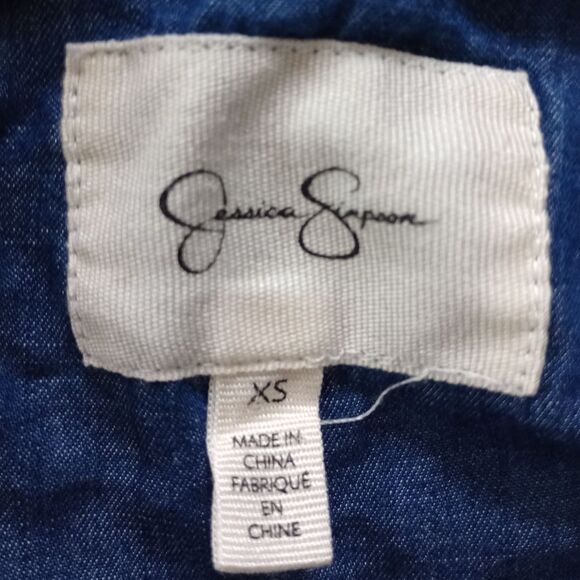 Jessica Simpson
XS
MADE IN
CHINA
FABRIQUÉ
EN
CHINE